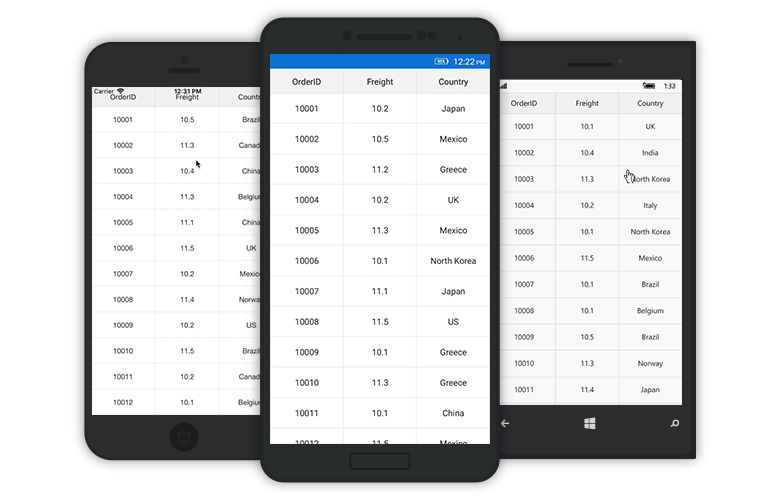 Carrier 12:31 PM
OrderID Freight Countr
10001 10.5 Brazil
10002 11.3 Canad
10003 10.4 China
10004 11.3 Belgium
10005 11.1 China
10006 11.5 UK
10007 10.2 Mexico
10008 11.4 Norwa
10009 10.2 US
10010 11.5 Brazil
10011 10.2 Canad
10012 10.1 Belgium
95% 12:22 PM
OrderID Freight Country
10001 10.2 Japan
10002 10.5 Mexico
10003 11.2 Greece
10004 10.2 UK
10005 11.3 Mexico
10006 10.1 North Korea
10007 11.1 Japan
10008 11.5 US
10009 10.1 Greece
10010 11.3 Greece
10011 10.1 China
10012 11.5 Mexico
1:33
OrderID Freight Country
10001 10.1 UK
10002 10.4 India
10003 11.3 North Korea
10004 10.2 Italy
10005 10.1 North Korea
10006 11.5 Mexico
10007 10.1 Brazil
10008 10.1 Belgium
10009 10.5 Brazil
10010 11.3 Norway
10011 11.4 Japan